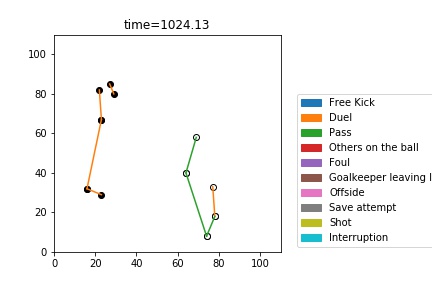 time=1024.13
100
80
60
40
20
0
0 20 40 60 80 100
Free Kick
Duel
Pass
Others on the ball
Foul
Goalkeeper leaving l
Offside
Save attempt
Shot
Interruption